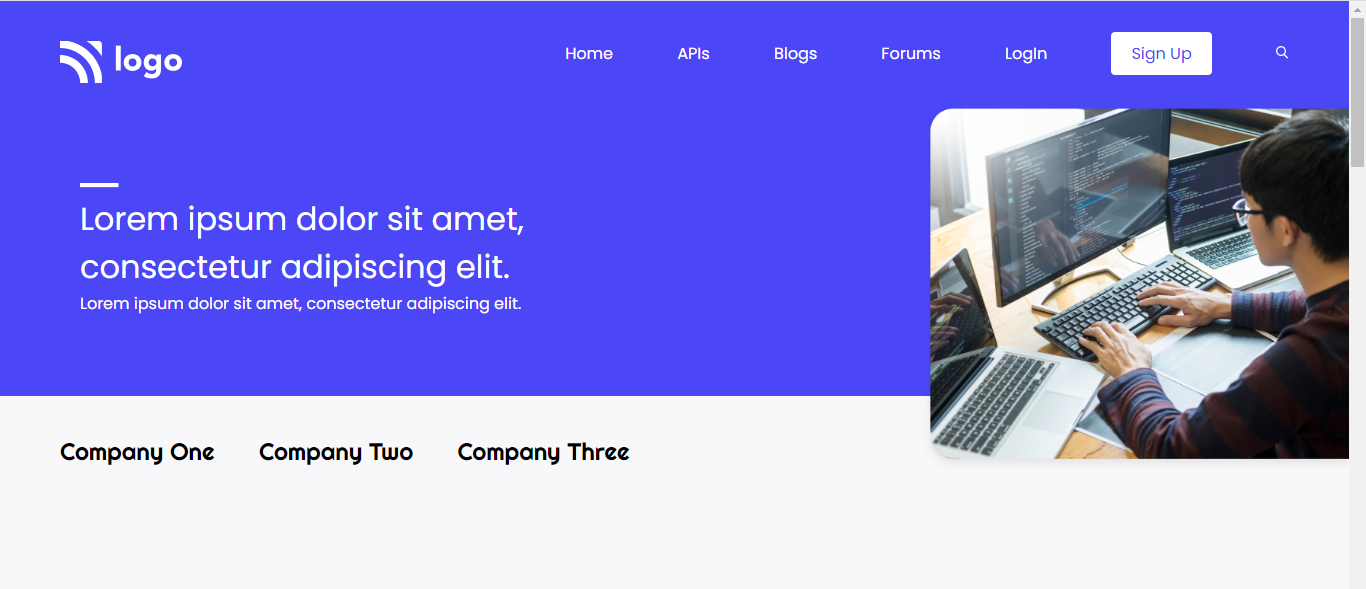 logo
Home
APIs
Blogs
Forums
LogIn
Sign Up
Lorem ipsum dolor sit amet,
consectetur adipiscing elit.
Lorem ipsum dolor sit amet, consectetur adipiscing elit.
Company One
Company Two
Company Three